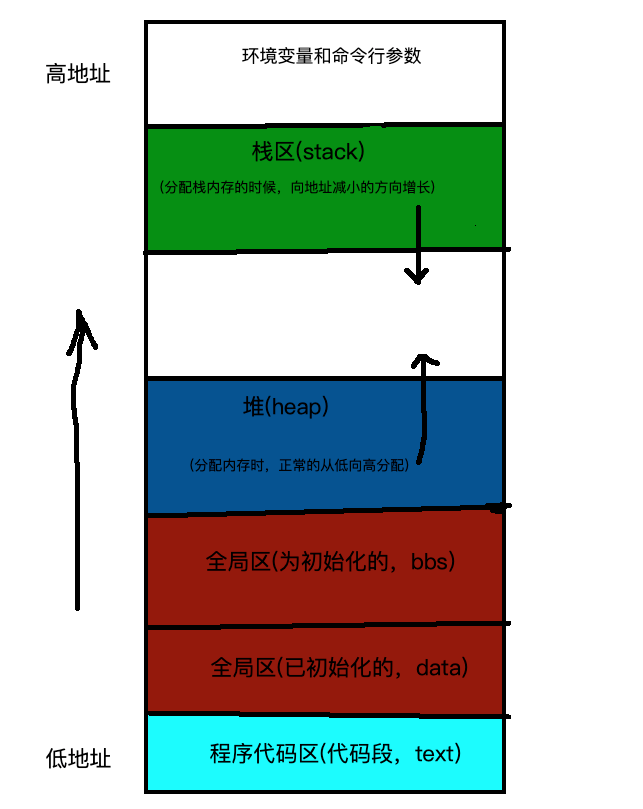 环境变量和命令行参数
高地址
栈区(stack)
(分配栈内存的时候，向地址减小的方向增长)
堆(heap)
(分配内存时，正常的从低向高分配)
全局区(为初始化的，bbs)
全局区(已初始化的，data)
程序代码区(代码段，text)
低地址